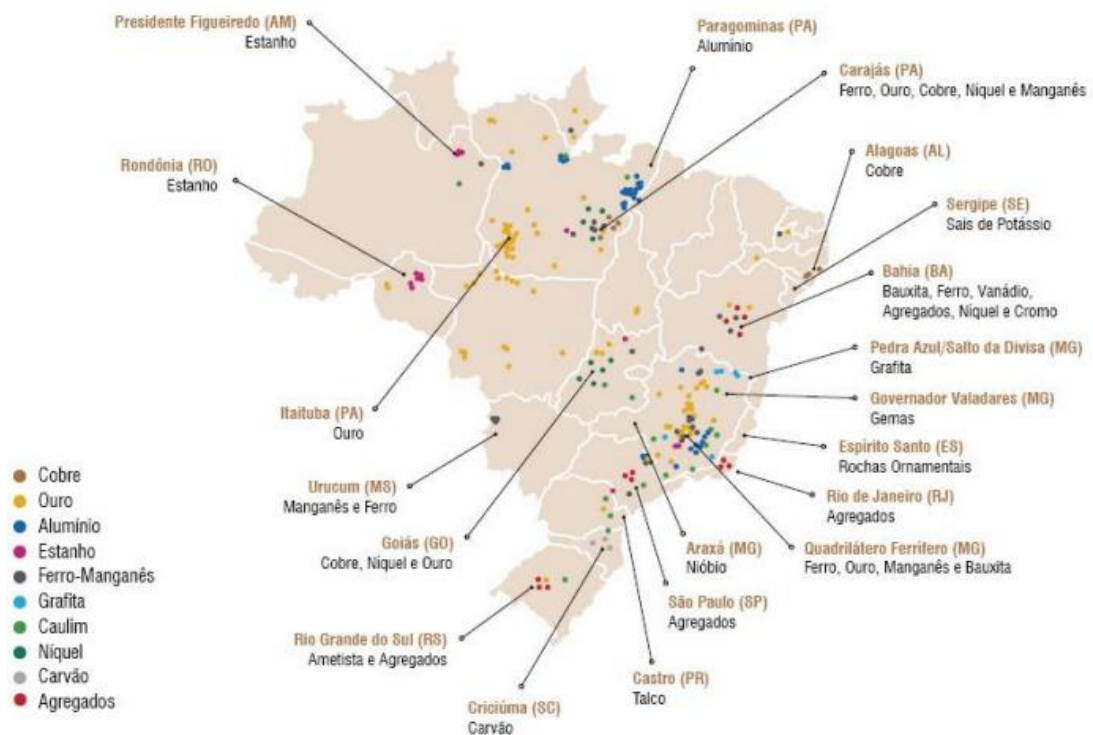 Presidente Figueiredo (AM)
Estanho
Paragominas (PA)
Alumínio
Carajás (PA)
Ferro, Ouro, Cobre, Níquel e Manganês
Rondônia (RO)
Estanho
Alagoas (AL)
Cobre
Sergipe (SE)
Sais de Potássio
Bahia (BA)
Bauxita, Ferro, Vanádio,
Agregados, Níquel e Cromo
Pedra Azul/Salto da Divisa (MG)
Grafita
Governador Valadares (MG)
Gemas
Itaituba (PA)
Ouro
Espírito Santo (ES)
Rochas Ornamentais
Urucum (MS)
Manganês e Ferro
Rio de Janeiro (RJ)
Agregados
Goiás (GO)
Cobre, Níquel e Ouro
Araxá (MG)
Nióbio
Quadrilátero Ferrífero (MG)
Ferro, Ouro, Manganês e Bauxita
São Paulo (SP)
Agregados
Rio Grande do Sul (RS)
Ametista e Agregados
Castro (PR)
Talco
Criciúma (SC)
Carvão
Cobre
Ouro
Alumínio
Estanho
Ferro-Manganês
Grafita
Caulim
Níquel
Carvão
Agregados